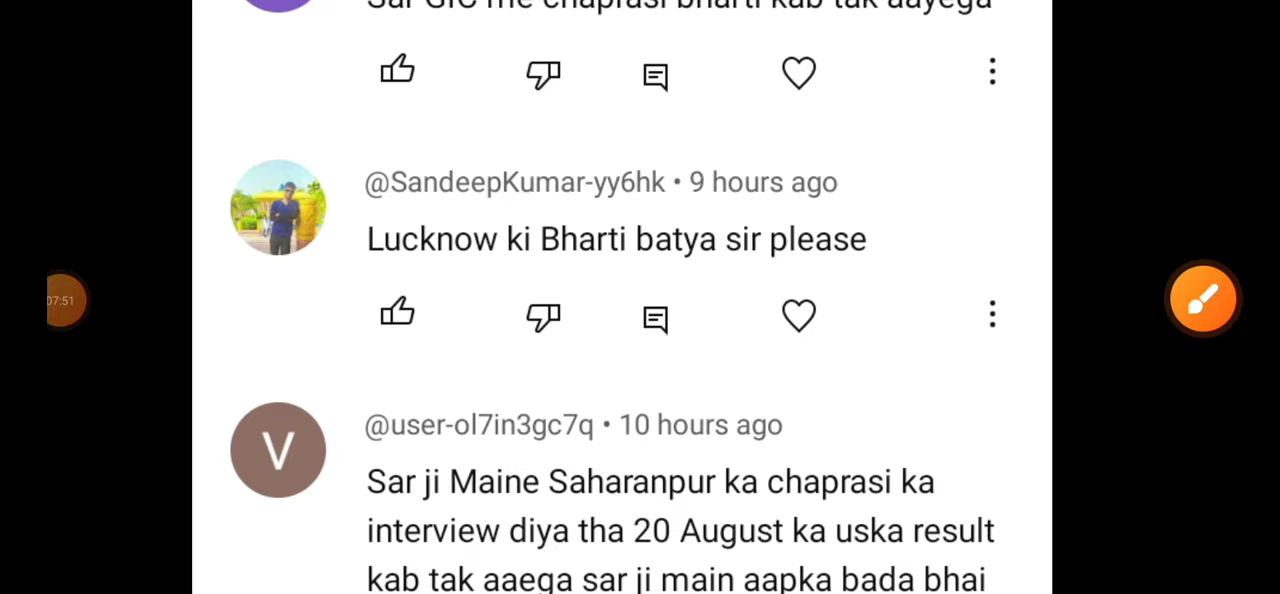 Sar GIC me chaprasi bharti kab tak aayega
@SandeepKumar-yy6hk • 9 hours ago
Lucknow ki Bharti batya sir please
07:51
V
@user-ol7in3gc7q • 10 hours ago
Sar ji Maine Saharanpur ka chaprasi ka
interview diya tha 20 August ka uska result
kab tak aaega sar ji main aapka bada bhai